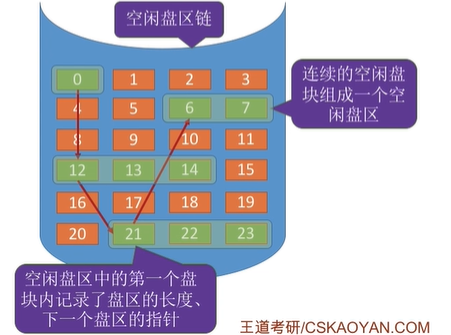 空闲盘区链
0 1 2 3
4 5 6 7
8 9 10 11
12 13 14 15
16 17 18 19
20 21 22 23
连续的空闲盘
块组成一个空
闲盘区
空闲盘区中的第一个盘
块内记录了盘区的长度、
下一个盘区的指针
王道考研/CSKAOYAN.COM